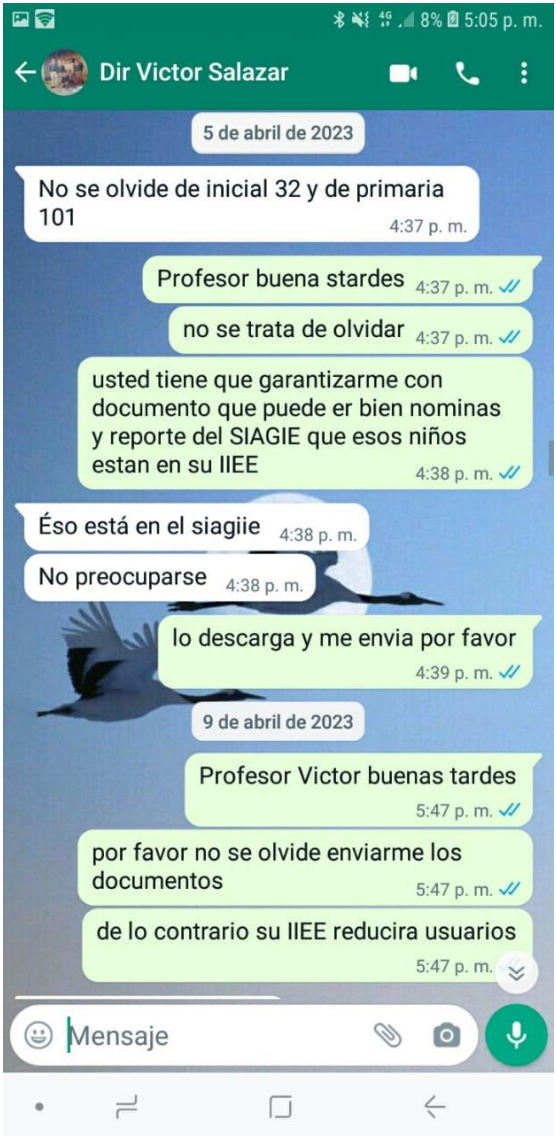 4G 8% 5:05 p. m.
Dir Victor Salazar
5 de abril de 2023
No se olvide de inicial 32 y de primaria
101
4:37 p. m.
Profesor buena stardes 4:37 p. m.
no se trata de olvidar 4:37 p. m.
usted tiene que garantizarme con
documento que puede er bien nominas
y reporte del SIAGIE que esos niños
estan en su IIEE
4:38 p. m.
Éso está en el siagiie 4:38 p. m.
No preocuparse 4:38 p. m.
lo descarga y me envia por favor
4:39 p. m.
9 de abril de 2023
Profesor Victor buenas tardes
5:47 p. m.
por favor no se olvide enviarme los
documentos
5:47 p. m.
de lo contrario su IIEE reducira usuarios
5:47 p. m.
Mensaje